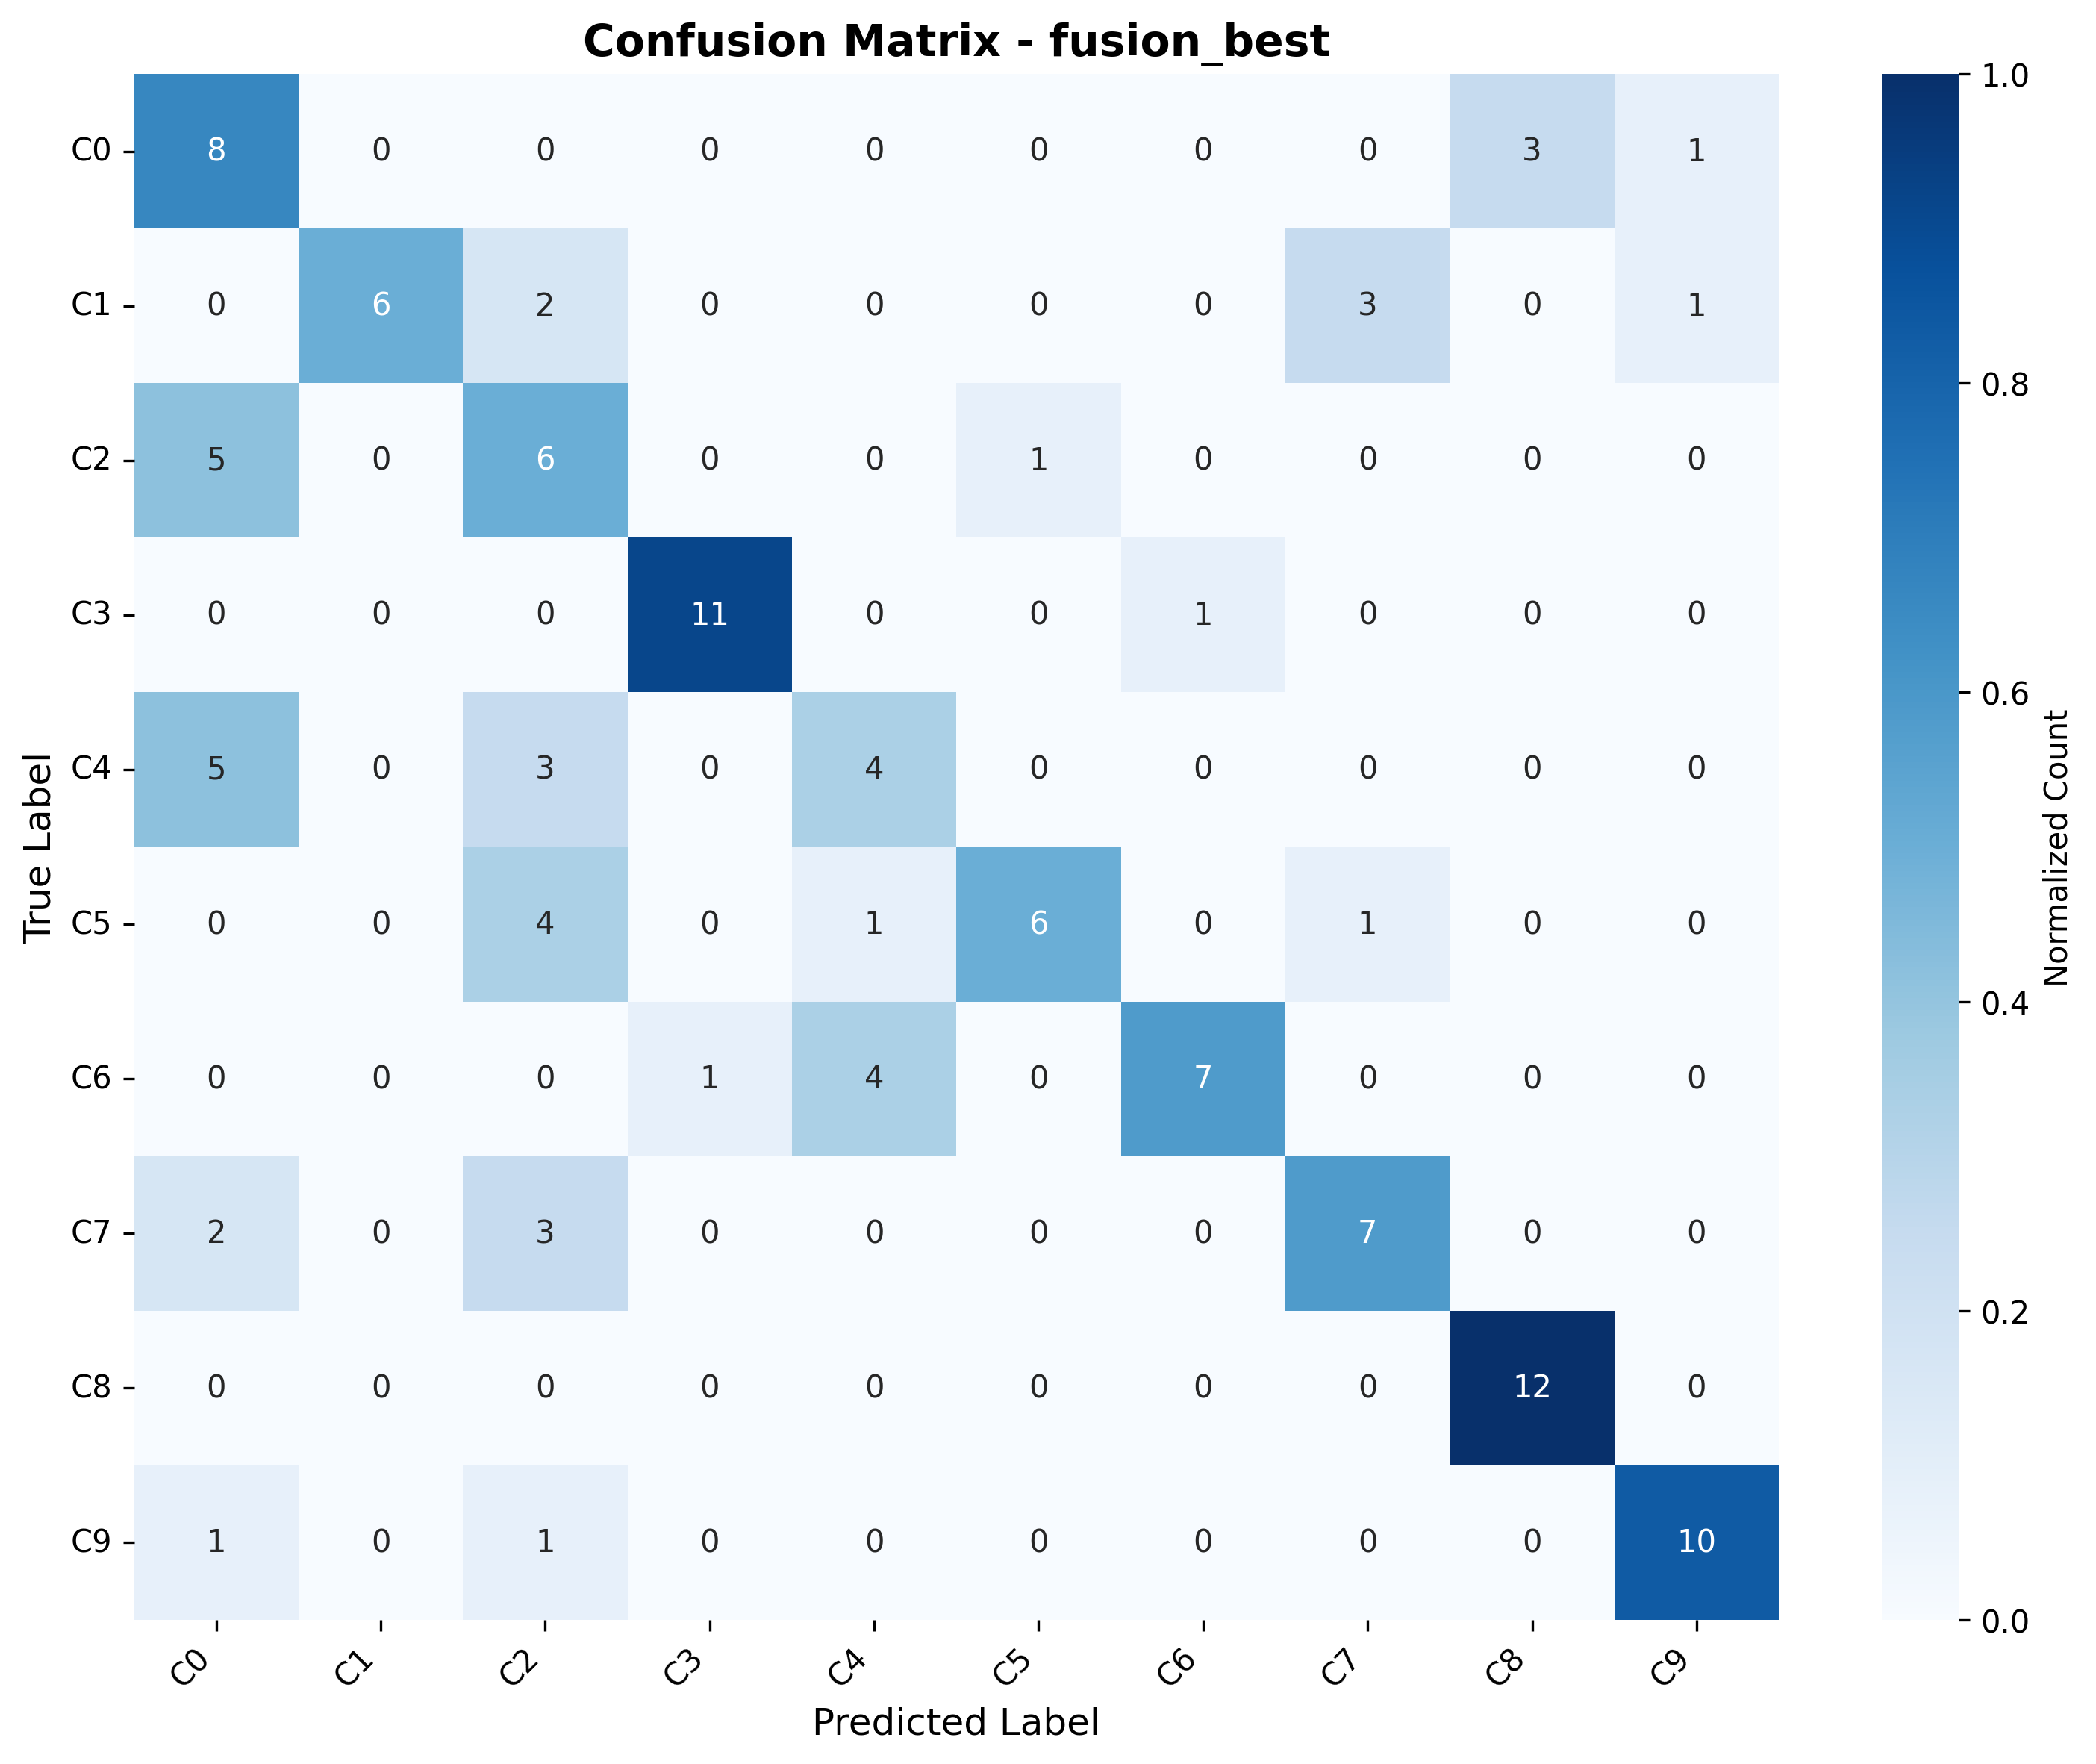 Confusion Matrix - fusion_best
C0 8 0 0 0 0 0 0 0 3 1
C1 0 6 2 0 0 0 0 3 0 1
C2 5 0 6 0 0 1 0 0 0 0
C3 0 0 0 11 0 0 1 0 0 0
C4 5 0 3 0 4 0 0 0 0 0
C5 0 0 4 0 1 6 0 1 0 0
C6 0 0 0 1 4 0 7 0 0 0
C7 2 0 3 0 0 0 0 7 0 0
C8 0 0 0 0 0 0 0 0 12 0
C9 1 0 1 0 0 0 0 0 0 10
C0 C1 C2 C3 C4 C5 C6 C7 C8 C9
Predicted Label
True Label
1.0
0.8
0.6
0.4
0.2
0.0
Normalized Count